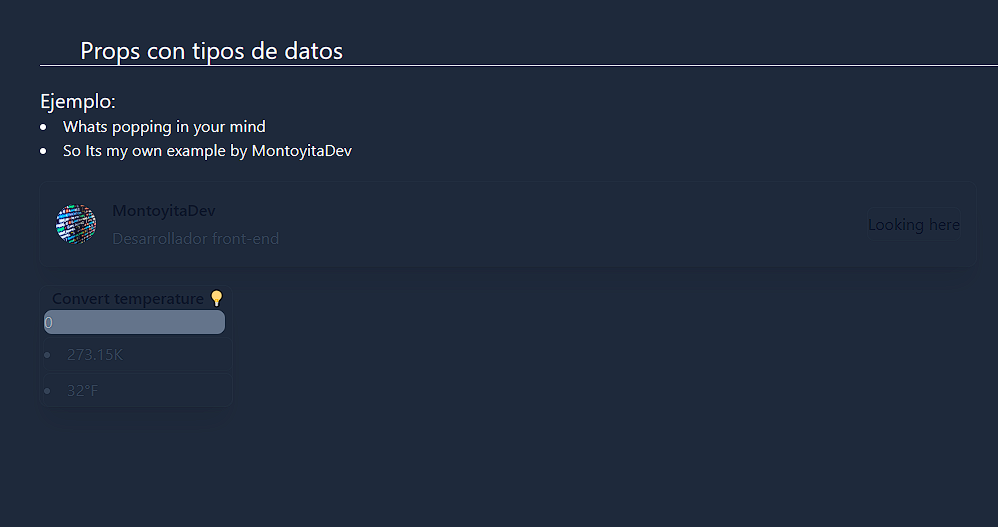 Props con tipos de datos
Ejemplo:
Whats popping in your mind
So Its my own example by MontoyitaDev
MontoyitaDev
Desarrollador front-end
Looking here
Convert temperature
0
273.15K
32°F